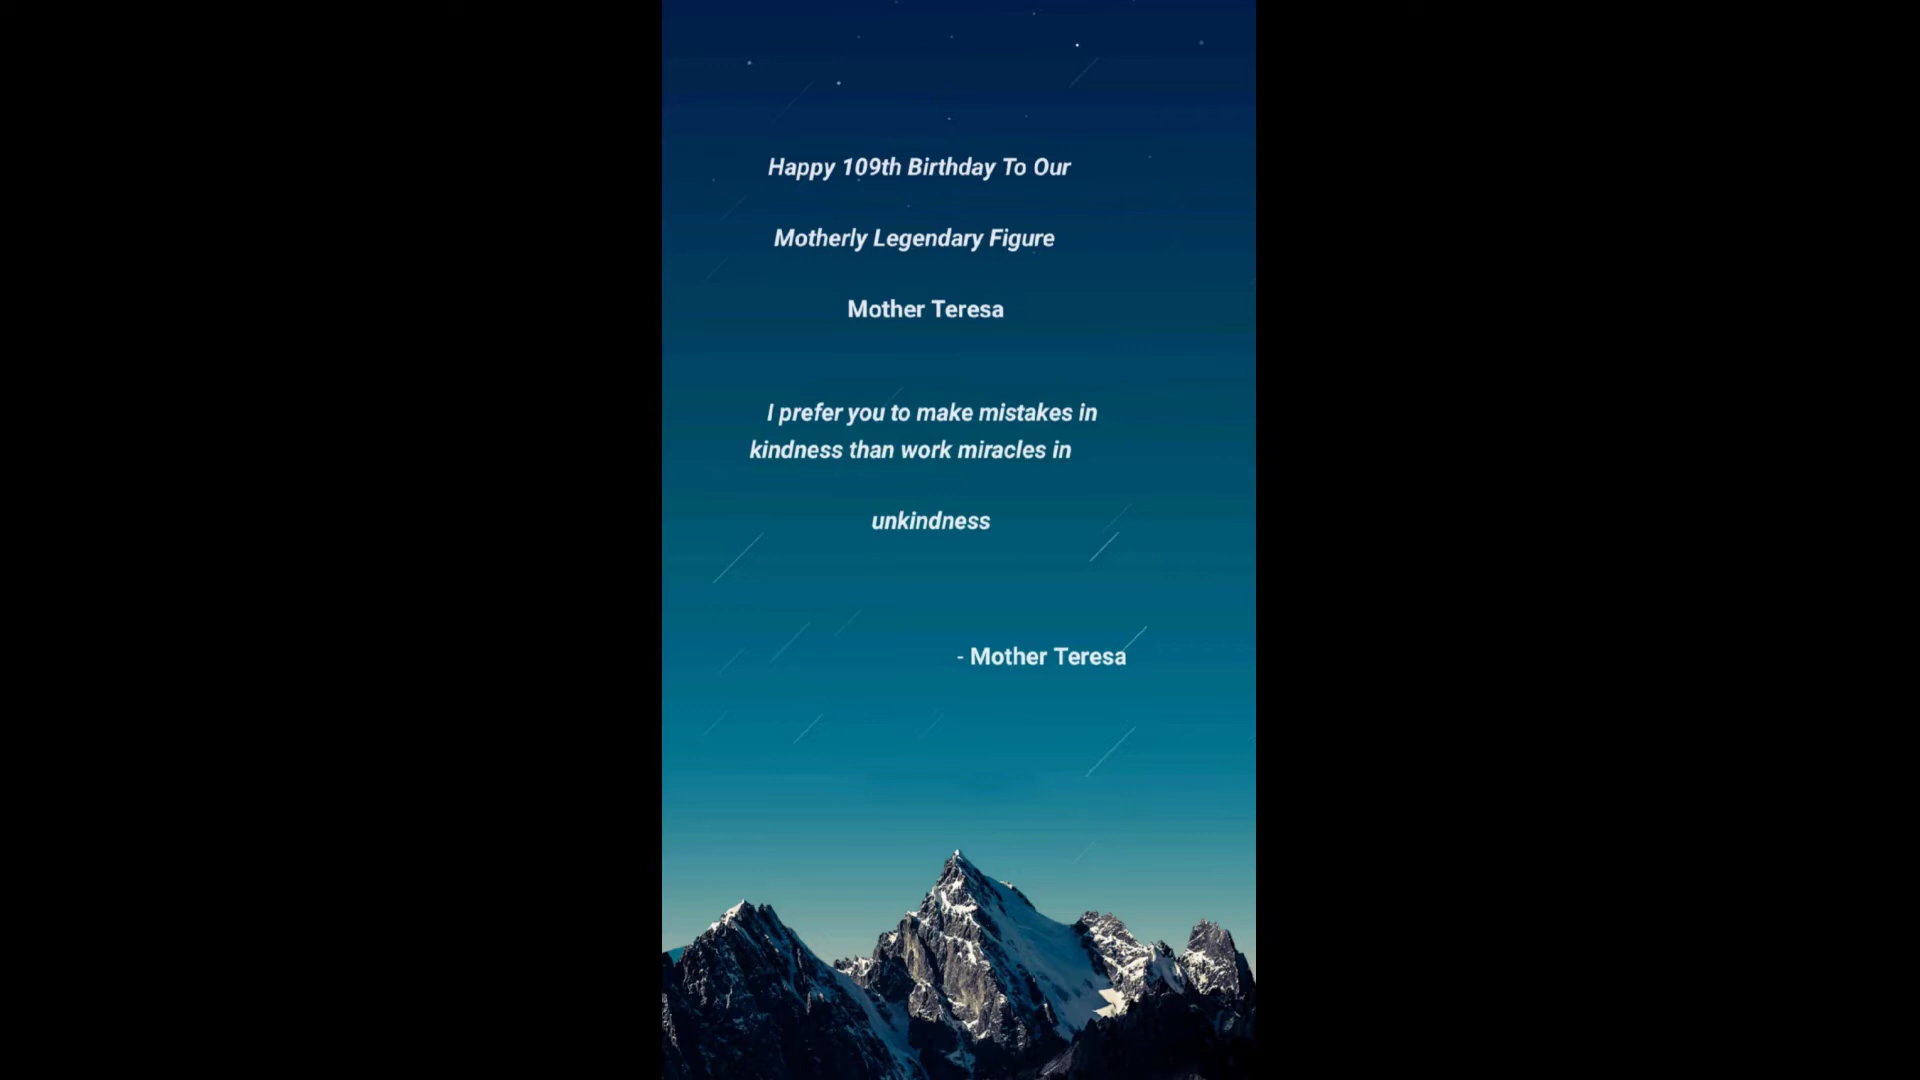 Happy 109th Birthday To Our
Motherly Legendary Figure
Mother Teresa
I prefer you to make mistakes in
kindness than work miracles in
unkindness
- Mother Teresa